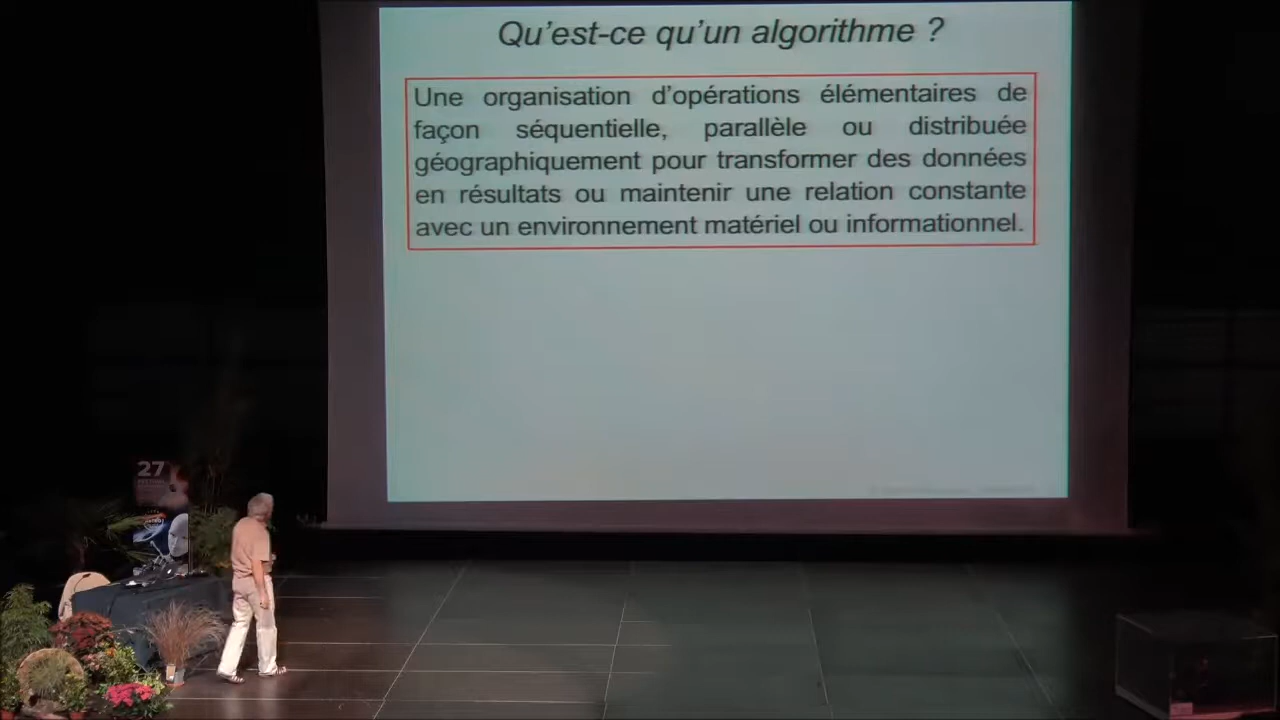 Qu'est-ce qu'un algorithme ?
Une organisation d'opérations élémentaires de
façon séquentielle, parallèle ou distribuée
géographiquement pour transformer des données
en résultats ou maintenir une relation constante
avec un environnement matériel ou informationnel.
27